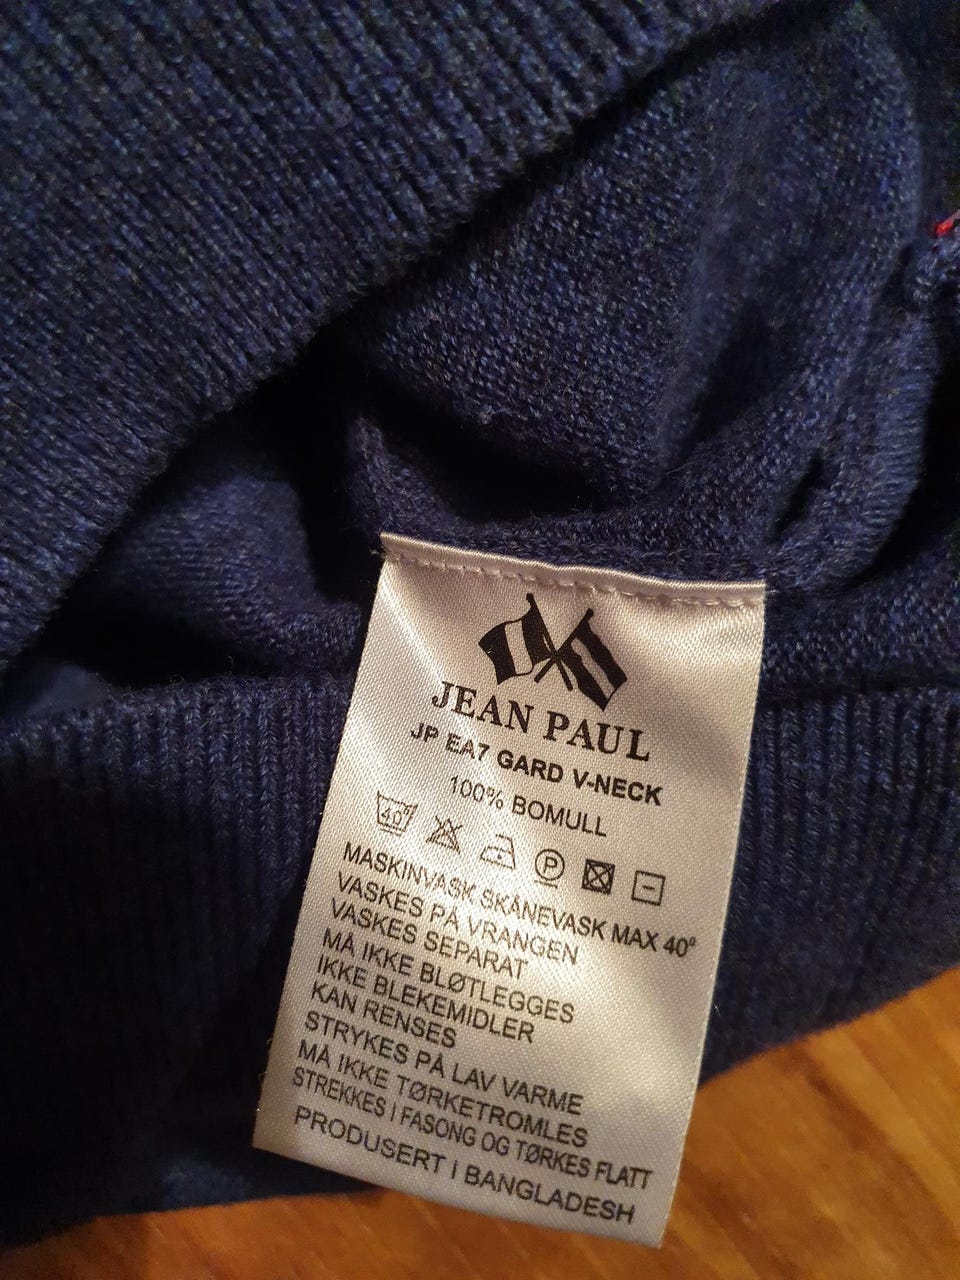 JEAN PAUL
JP EA7 GARD V-NECK
100% BOMULL
40° P
MASKINVASK SKÅNEVASK MAX 40°
VASKES PÅ VRANGEN
VASKES SEPARAT
MÅ IKKE BLØTLEGGES
IKKE BLEKEMIDLER
KAN RENSES
STRYKES PÅ LAV VARME
MÅ IKKE TØRKETROMLES
STREKKES I FASONG OG TØRKES FLATT
PRODUSERT I BANGLADESH